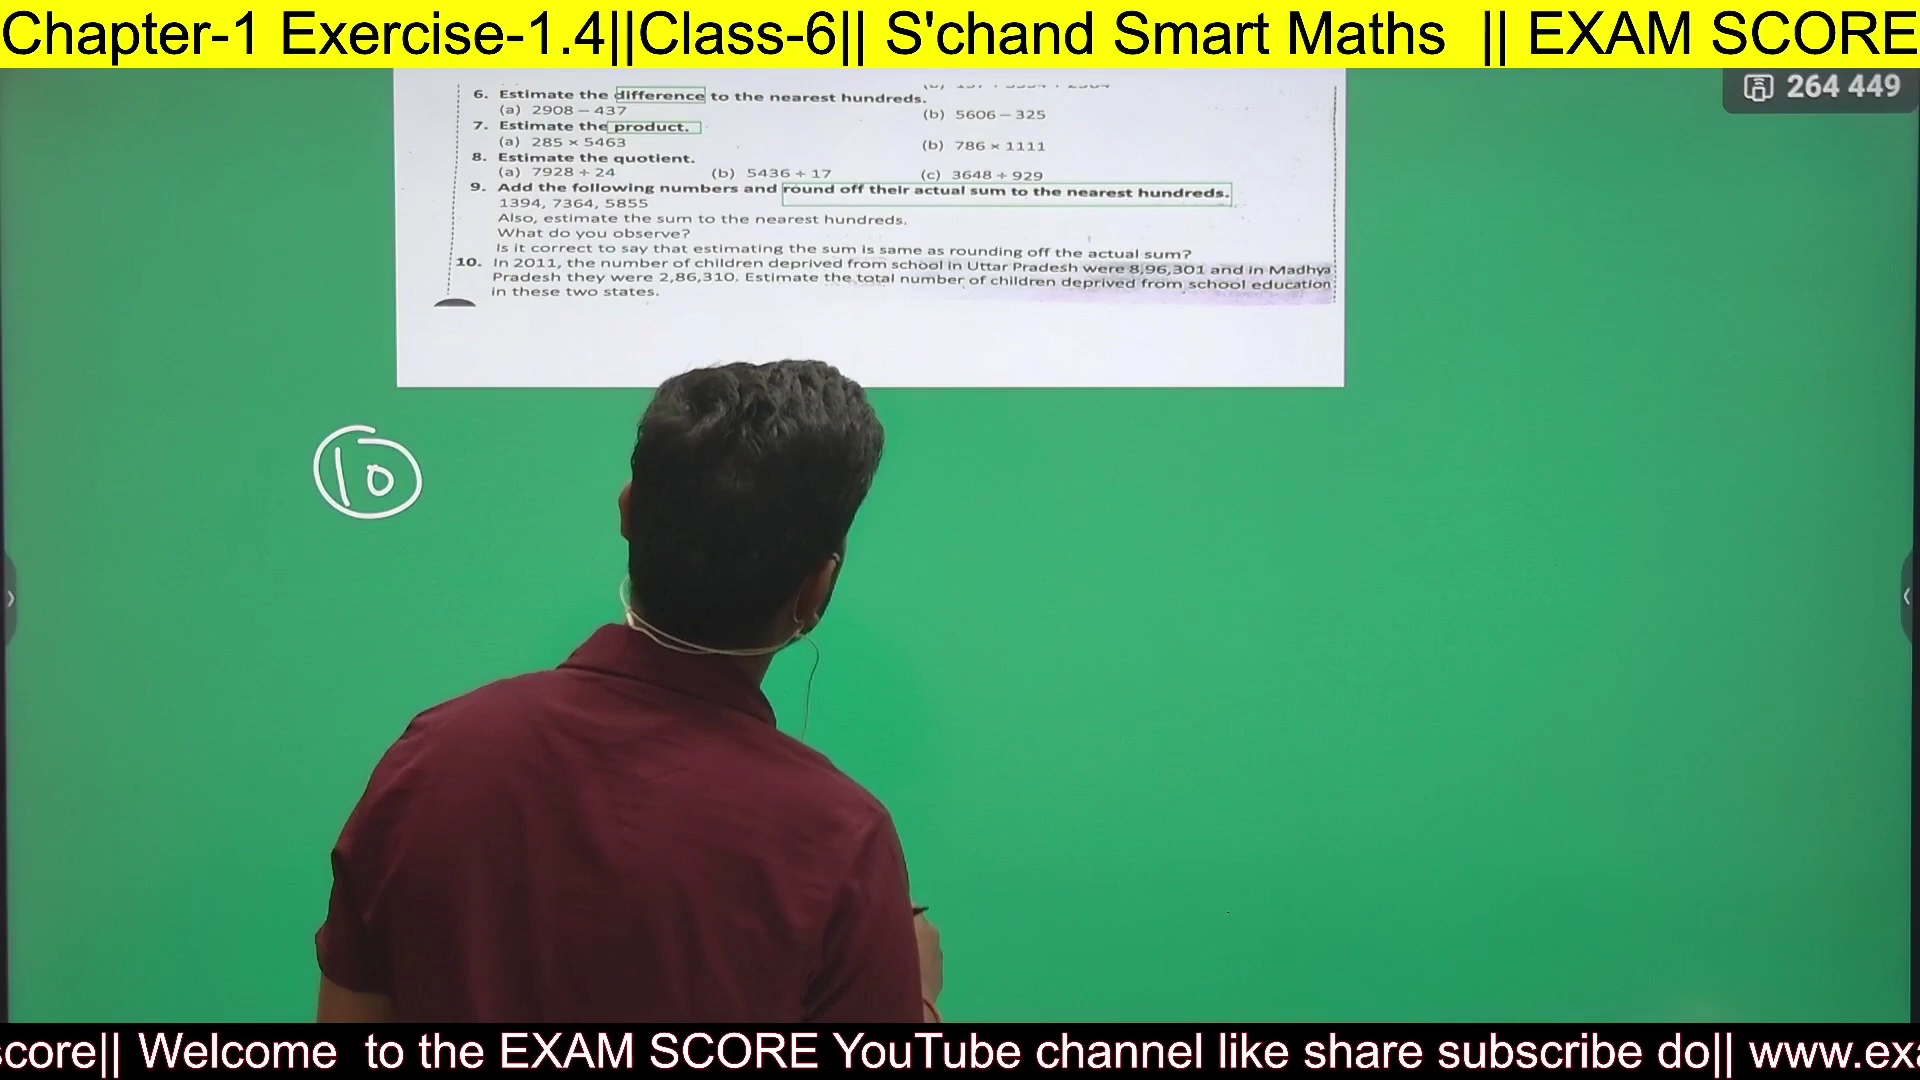 Chapter-1 Exercise-1.4||Class-6|| S'chand Smart Maths || EXAM SCORE
264 449
6. Estimate the difference to the nearest hundreds.
(a) 2908 – 437 (b) 5606 – 325
7. Estimate the product.
(a) 285 × 5463 (b) 786 × 1111
8. Estimate the quotient.
(a) 7928 ÷ 24 (b) 5436 ÷ 17 (c) 3648 ÷ 929
9. Add the following numbers and round off their actual sum to the nearest hundreds.
1394, 7364, 5855
Also, estimate the sum to the nearest hundreds.
What do you observe?
Is it correct to say that estimating the sum is same as rounding off the actual sum?
10. In 2011, the number of children deprived from school in Uttar Pradesh were 8,96,301 and in Madhya
Pradesh they were 2,86,310. Estimate the total number of children deprived from school education
in these two states.
10
score|| Welcome to the EXAM SCORE YouTube channel like share subscribe do|| www.exa